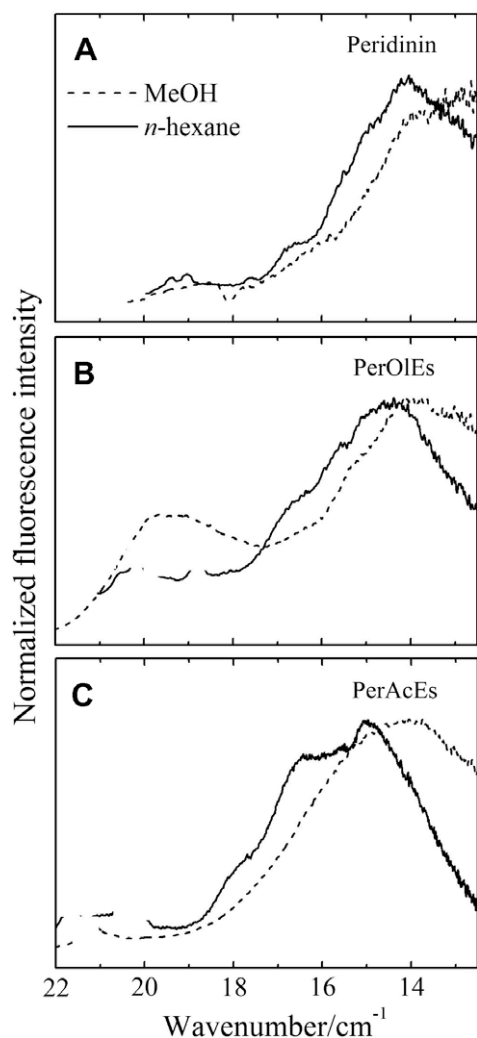 A
Peridinin
MeOH
n-hexane
B
PerOlEs
C
PerAcEs
Normalized fluorescence intensity
22 20 18 16 14
Wavenumber/cm⁻¹